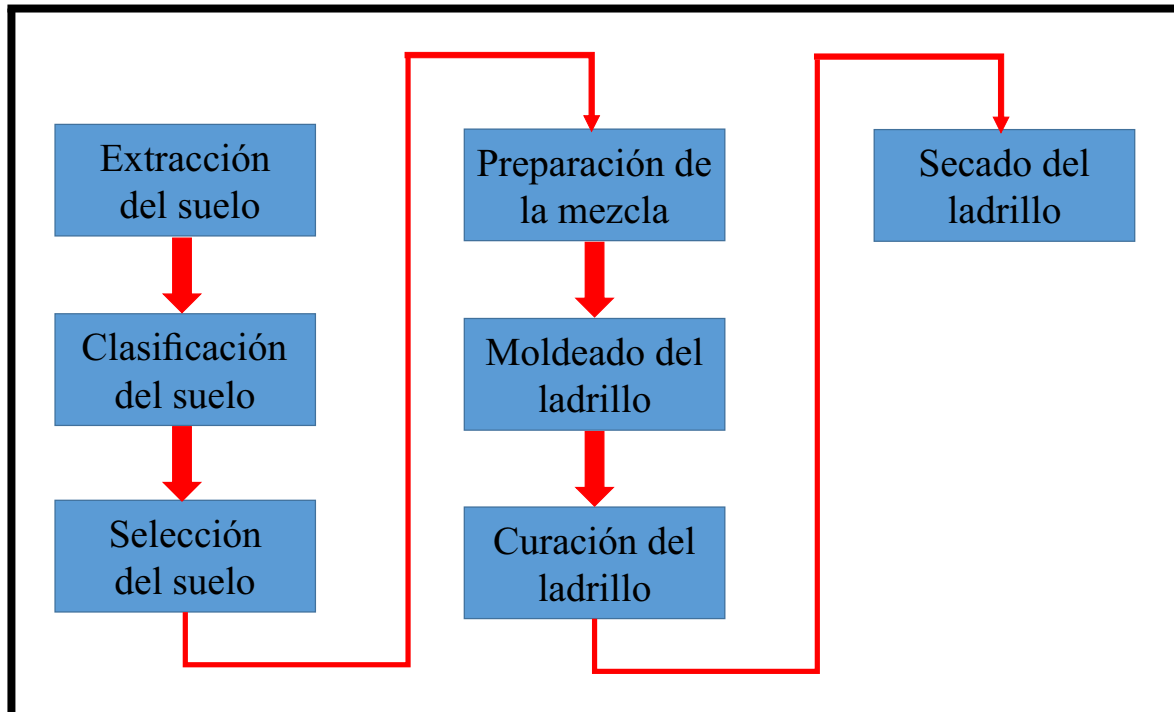 Extracción
del suelo
Clasificación
del suelo
Selección
del suelo
Preparación de
la mezcla
Moldeado del
ladrillo
Curación del
ladrillo
Secado del
ladrillo